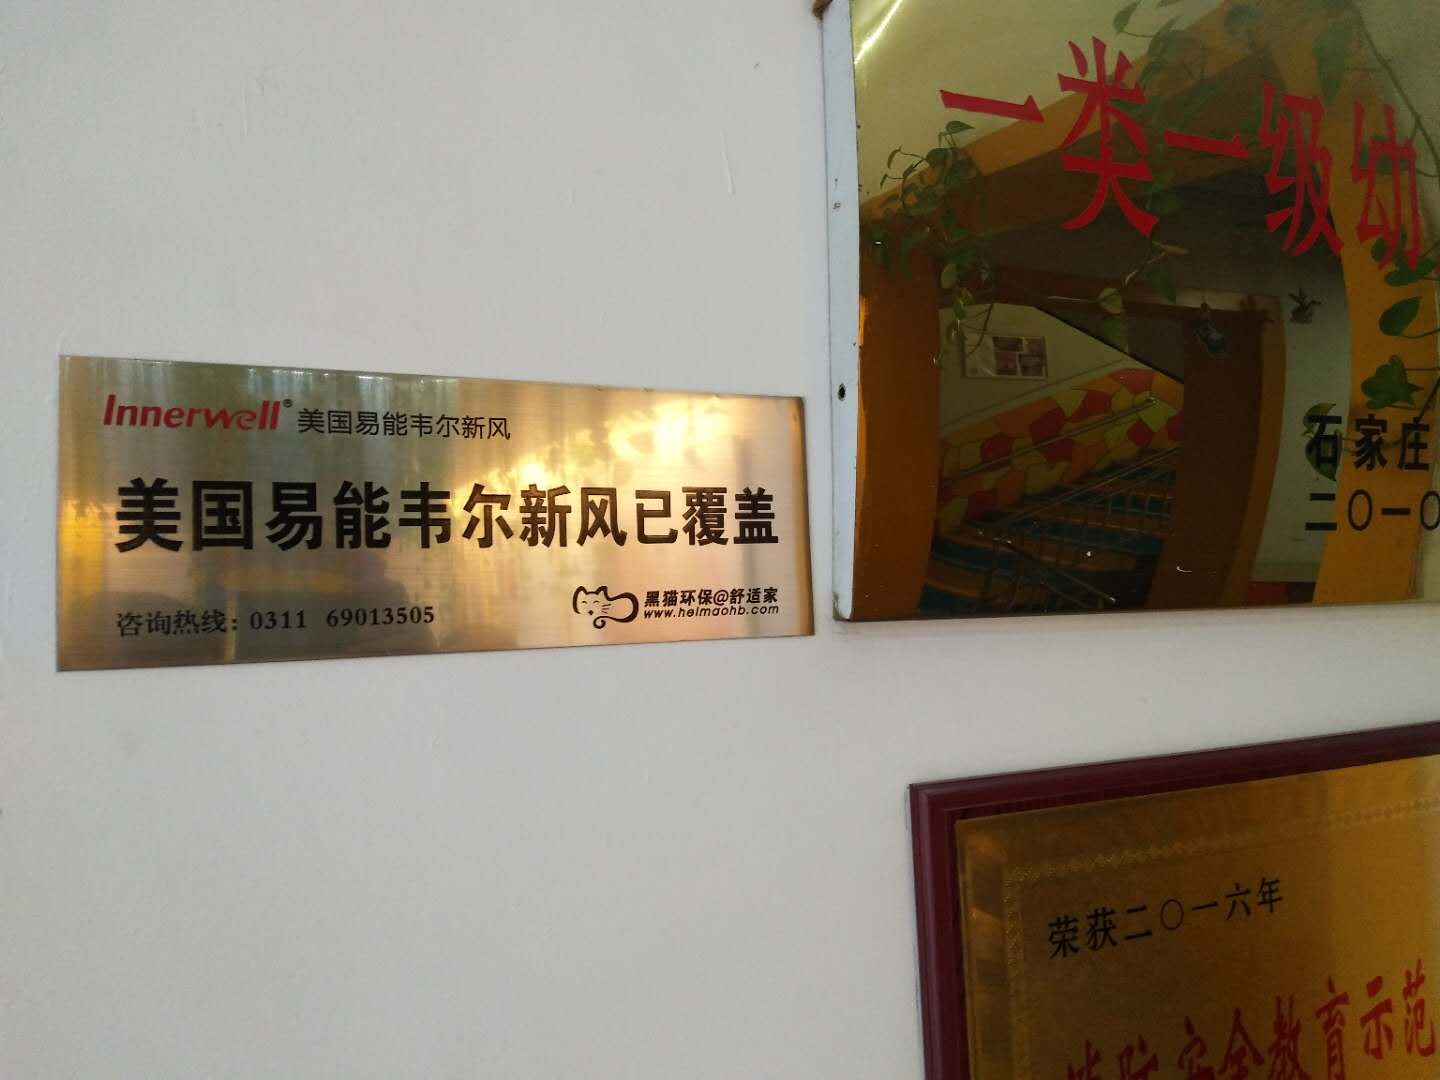 Innerwell® 美国易能韦尔新风
美国易能韦尔新风已覆盖
咨询热线: 0311 69013505
黑猫环保@舒适家
www.heimaohb.com
一类一级幼
石家庄
二〇一〇
荣获二〇一六年
消防安全教育示范